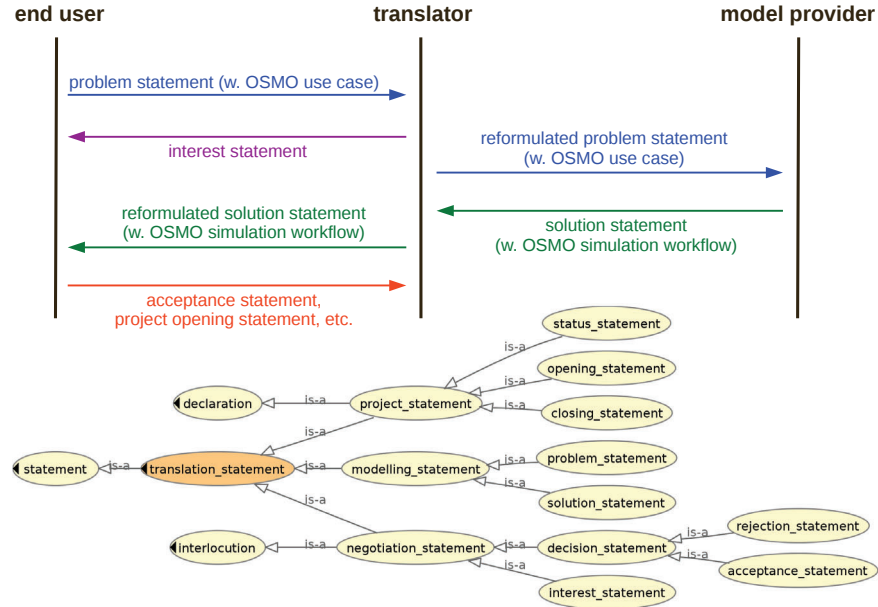 end user
translator
model provider
problem statement (w. OSMO use case)
interest statement
reformulated problem statement
(w. OSMO use case)
reformulated solution statement
(w. OSMO simulation workflow)
solution statement
(w. OSMO simulation workflow)
acceptance statement,
project opening statement, etc.
status_statement
is-a
opening_statement
is-a
declaration
is-a
project_statement
is-a
closing_statement
is-a
problem_statement
is-a
statement
is-a
translation_statement
is-a
modelling_statement
is-a
solution_statement
is-a
rejection_statement
is-a
interlocution
is-a
negotiation_statement
is-a
decision_statement
is-a
acceptance_statement
is-a
interest_statement